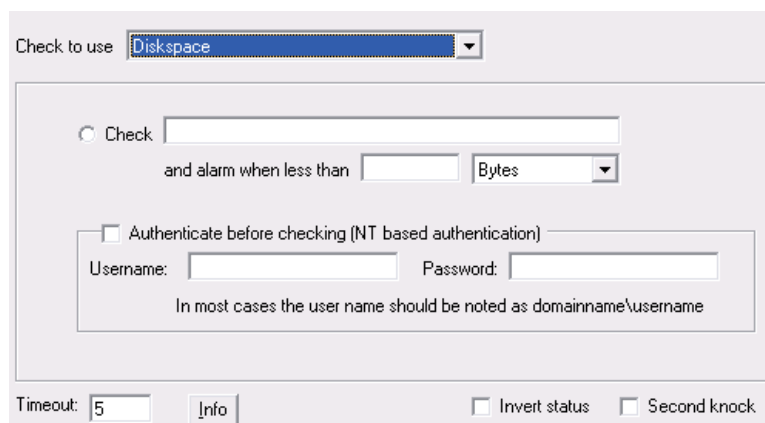 Check to use Diskspace
Check
and alarm when less than Bytes
Authenticate before checking (NT based authentication)
Username: Password:
In most cases the user name should be noted as domainname\username
Timeout: 5 Info Invert status Second knock